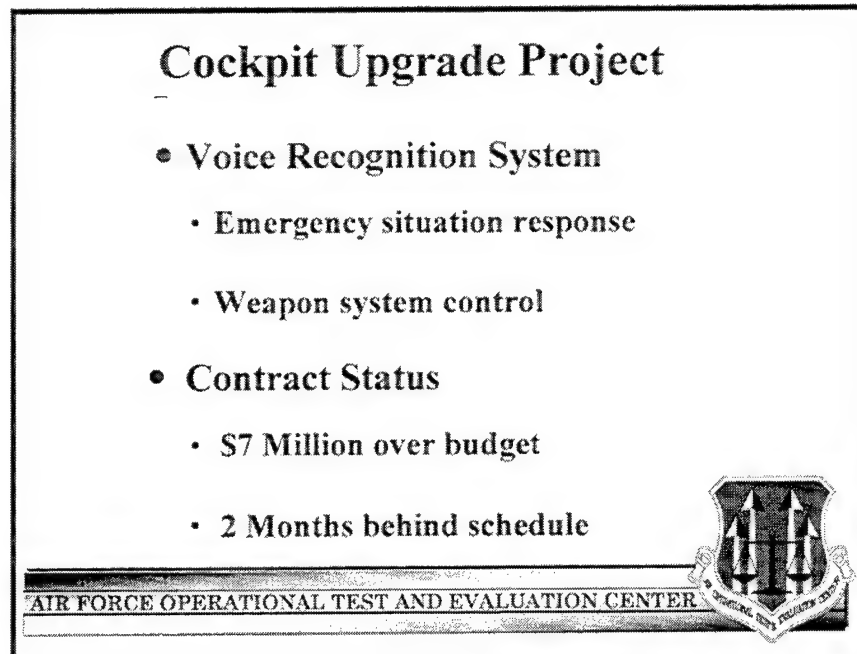 Cockpit Upgrade Project
• Voice Recognition System
• Emergency situation response
• Weapon system control
• Contract Status
• $7 Million over budget
• 2 Months behind schedule
AIR FORCE OPERATIONAL TEST AND EVALUATION CENTER